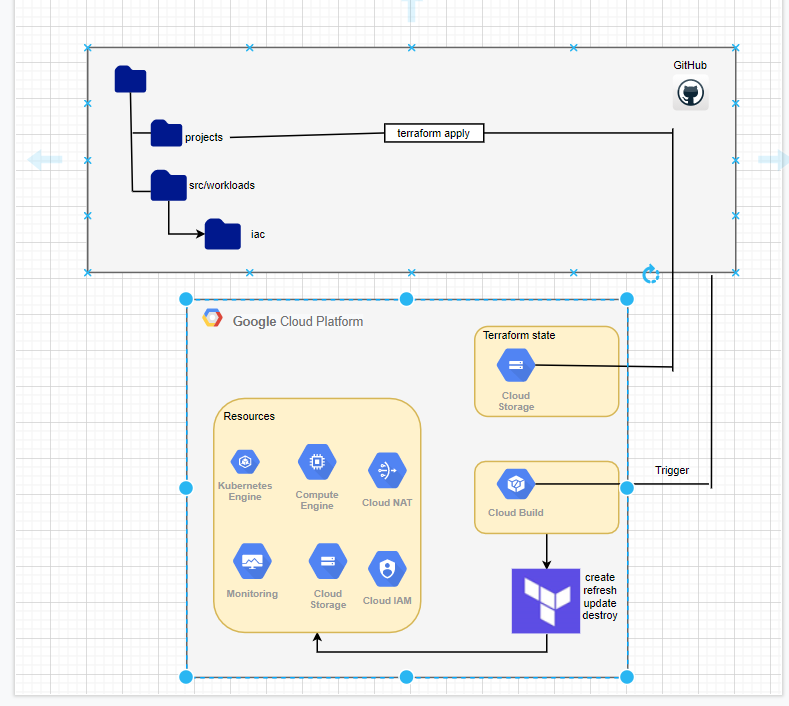 GitHub
projects
terraform apply
src/workloads
iac
Google Cloud Platform
Terraform state
Cloud
Storage
Resources
Kubernetes
Engine
Compute
Engine
Cloud NAT
Trigger
Cloud Build
Monitoring
Cloud
Storage
Cloud IAM
create
refresh
update
destroy